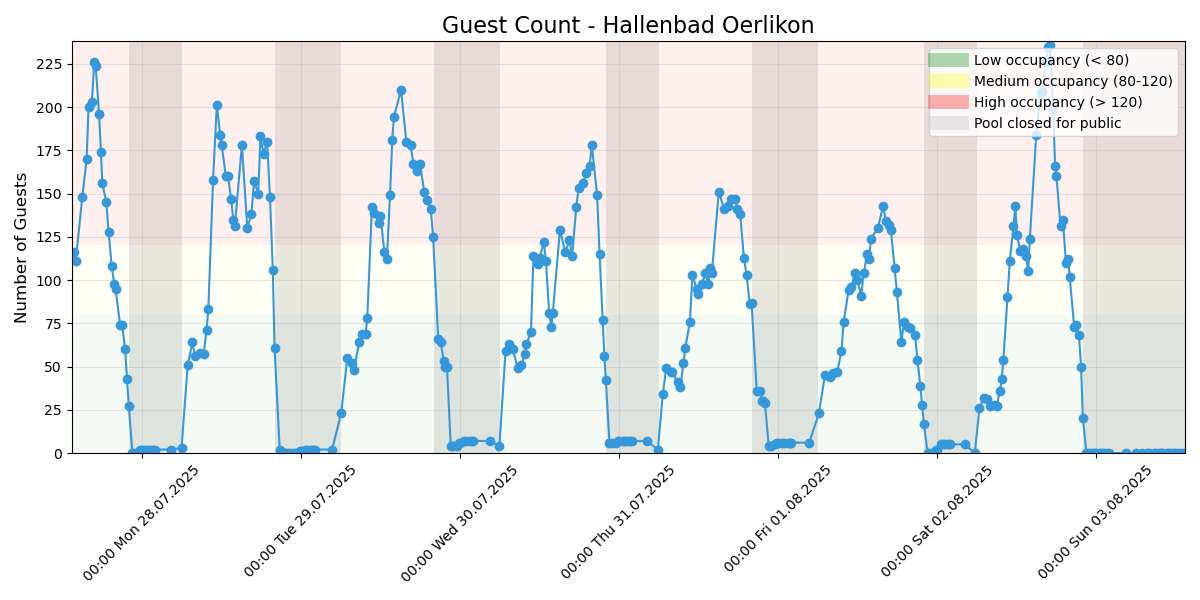 Guest Count - Hallenbad Oerlikon
Number of Guests
225
200
175
150
125
100
75
50
25
0
Low occupancy (< 80)
Medium occupancy (80-120)
High occupancy (> 120)
Pool closed for public
00:00 Mon 28.07.2025
00:00 Tue 29.07.2025
00:00 Wed 30.07.2025
00:00 Thu 31.07.2025
00:00 Fri 01.08.2025
00:00 Sat 02.08.2025
00:00 Sun 03.08.2025